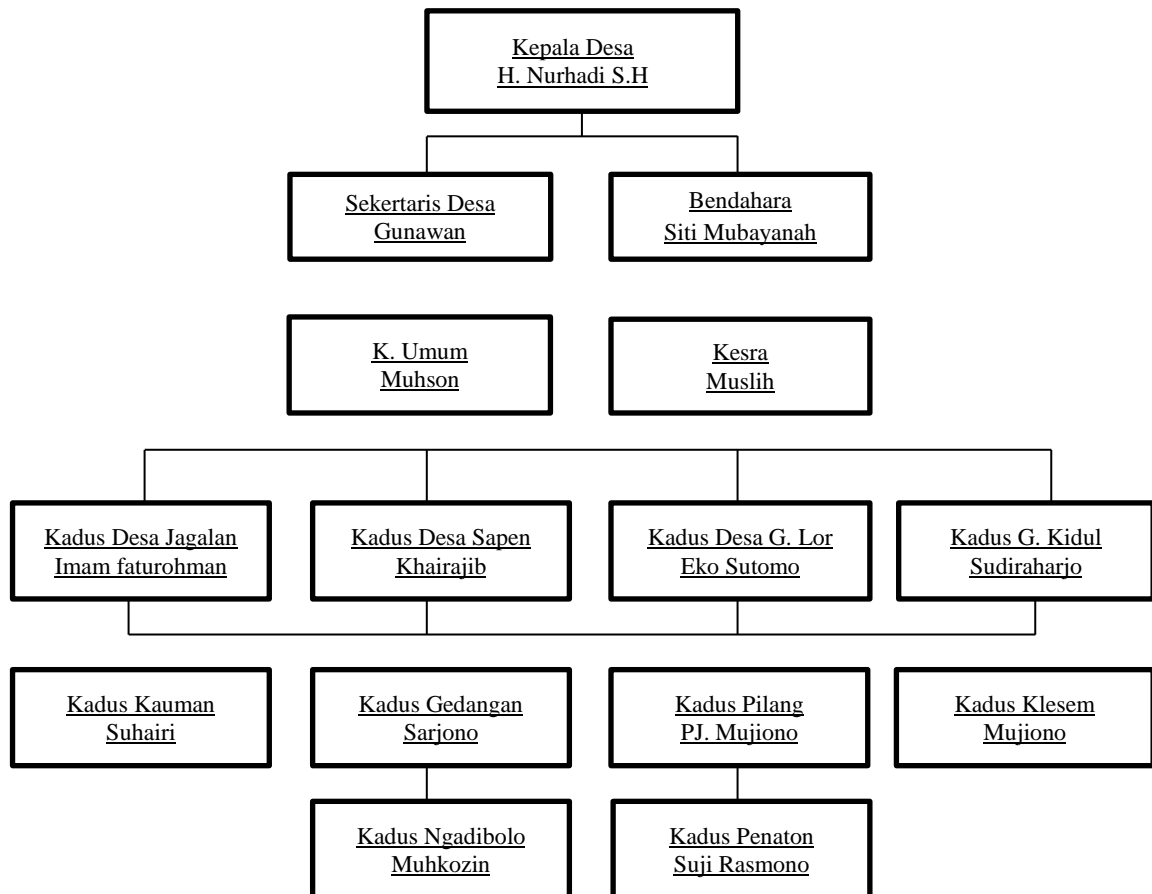 Kepala Desa
H. Nurhadi S.H
Sekertaris Desa
Gunawan
Bendahara
Siti Mubayanah
K. Umum
Muhson
Kesra
Muslih
Kadus Desa Jagalan
Imam faturohman
Kadus Desa Sapen
Khairajib
Kadus Desa G. Lor
Eko Sutomo
Kadus G. Kidul
Sudiraharjo
Kadus Kauman
Suhairi
Kadus Gedangan
Sarjono
Kadus Pilang
PJ. Mujiono
Kadus Klesem
Mujiono
Kadus Ngadibolo
Muhkozin
Kadus Penaton
Suji Rasmono